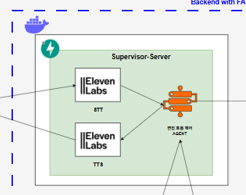 Backend with FA
Supervisor-Server
||Eleven
Labs
STT
AGENT
||Eleven
Labs
TTS